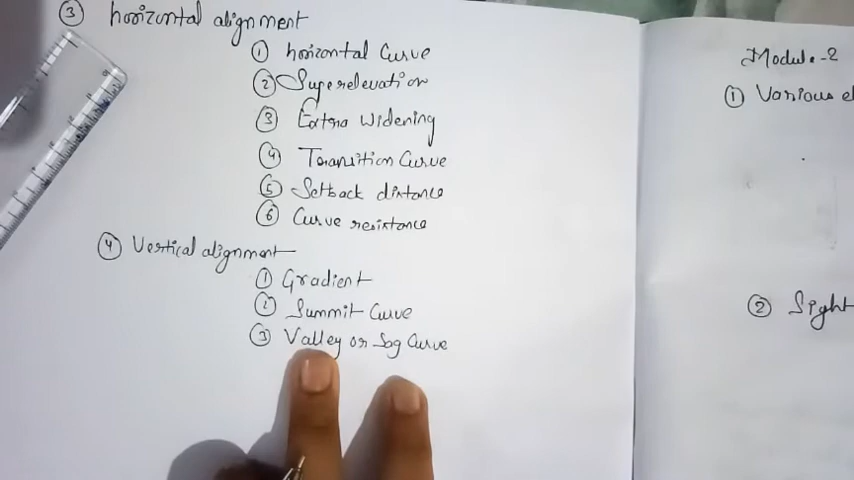 ③ horizontal alignment
① horizontal Curve
② Superelevation
③ Extra Widening
④ Transition Curve
⑤ Setback distance
⑥ Curve resistance
④ Vertical alignment
① Gradient
② Summit Curve
③ Valley or Sag Curve
Module-2
① Various el
② Sight